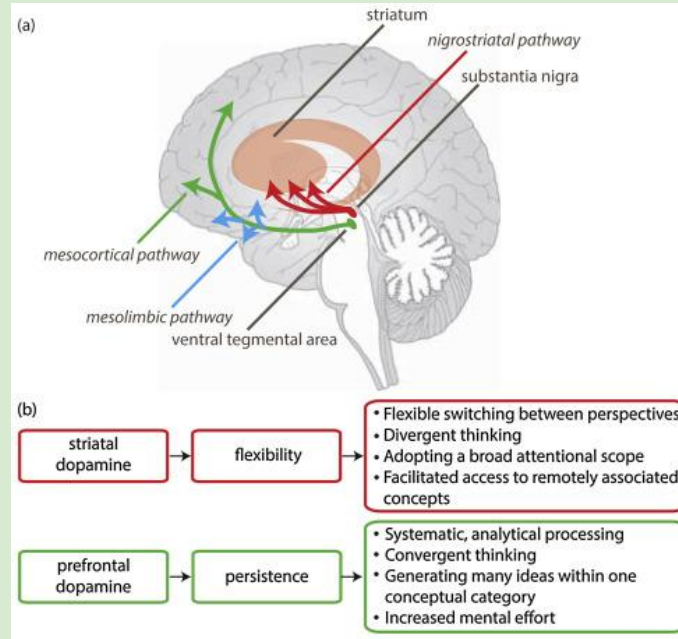 (a)
striatum
nigrostriatal pathway
substantia nigra
mesocortical pathway
mesolimbic pathway
ventral tegmental area
(b)
striatal
dopamine
flexibility
• Flexible switching between perspectives
• Divergent thinking
• Adopting a broad attentional scope
• Facilitated access to remotely associated
concepts
prefrontal
dopamine
persistence
• Systematic, analytical processing
• Convergent thinking
• Generating many ideas within one
conceptual category
• Increased mental effort